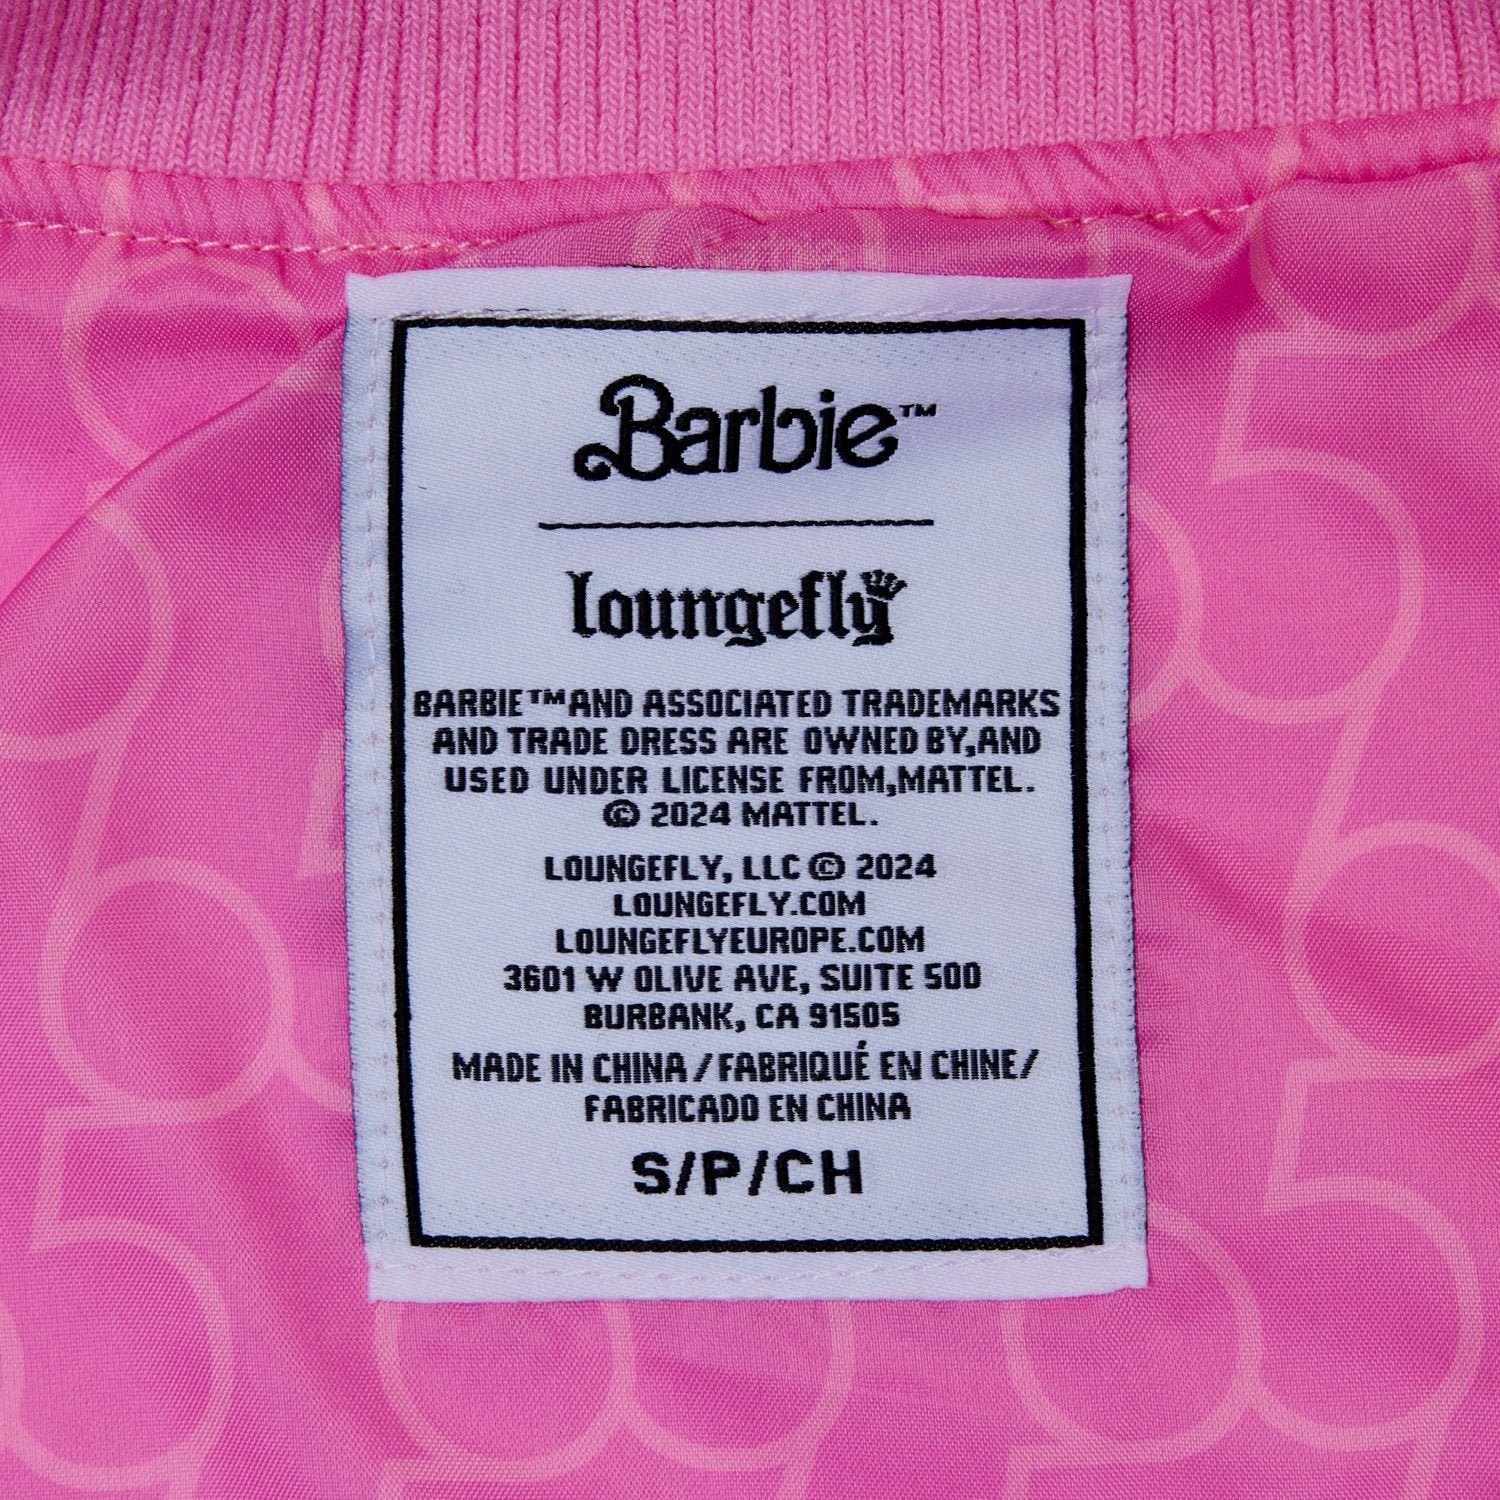 Barbie™
loungefly
BARBIE™ AND ASSOCIATED TRADEMARKS
AND TRADE DRESS ARE OWNED BY, AND
USED UNDER LICENSE FROM, MATTEL.
© 2024 MATTEL.
LOUNGEFLY, LLC © 2024
LOUNGEFLY.COM
LOUNGEFLYEUROPE.COM
3601 W OLIVE AVE, SUITE 500
BURBANK, CA 91505
MADE IN CHINA / FABRIQUÉ EN CHINE /
FABRICADO EN CHINA
S/P/CH